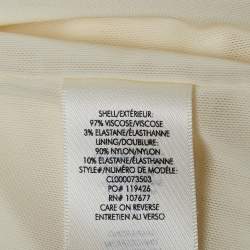 SHELL/EXTÉRIEUR:
97% VISCOSE/VISCOSE
3% ELASTANE/ÉLASTHANNE
LINING/DOUBLURE:
90% NYLON/NYLON
10% ELASTANE/ÉLASTHANNE
STYLE#/NUMÉRO DE MODÈLE:
CL000073503
PO# 119426
RN# 107677
CARE ON REVERSE
ENTRETIEN AU VERSO